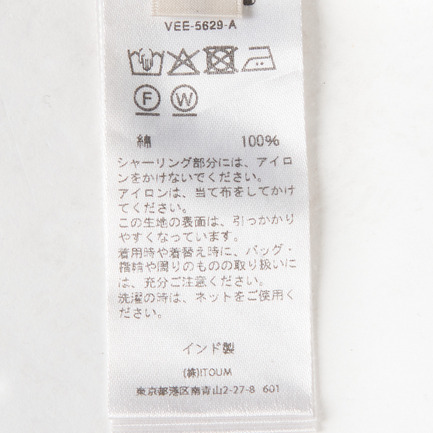 VEE-5629-A
F W
綿 100%
シャーリング部分には、アイロ
ンをかけないでください。
アイロンは、当て布をしてかけ
てください。
この生地の表面は、引っかかり
やすくなっています。
着用時や着替え時に、バッグ・
指輪や周りのものの取り扱いに
は、充分ご注意ください。
洗濯の時は、ネットをご使用く
ださい。
インド製
(株)ITOUM
東京都港区南青山2-27-8 601